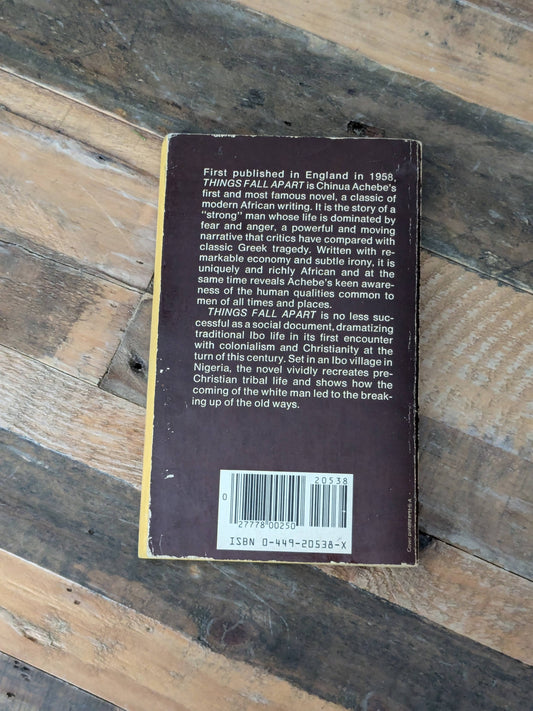 First published in England in 1958,
THINGS FALL APART is Chinua Achebe's
first and most famous novel, a classic of
modern African writing. It is the story of a
"strong" man whose life is dominated by
fear and anger, a powerful and moving
narrative that critics have compared with
classic Greek tragedy. Written with re-
markable economy and subtle irony, it is
uniquely and richly African and at the
same time reveals Achebe's keen aware-
ness of the human qualities common to
men of all times and places.
THINGS FALL APART is no less suc-
cessful as a social document, dramatizing
traditional Ibo life in its first encounter
with colonialism and Christianity at the
turn of this century. Set in an Ibo village in
Nigeria, the novel vividly recreates pre-
Christian tribal life and shows how the
coming of the white man led to the break-
ing up of the old ways.
20538
0
27778 00250
ISBN 0-449-20538-X
Cover printed in U.S.A.